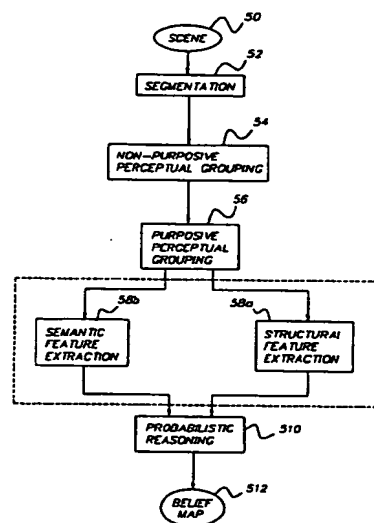 50
SCENE
52
SEGMENTATION
54
NON-PURPOSIVE
PERCEPTUAL GROUPING
56
PURPOSIVE
PERCEPTUAL
GROUPING
58b
58a
SEMANTIC
FEATURE
EXTRACTION
STRUCTURAL
FEATURE
EXTRACTION
PROBABILISTIC
REASONING
510
BELIEF
MAP
512